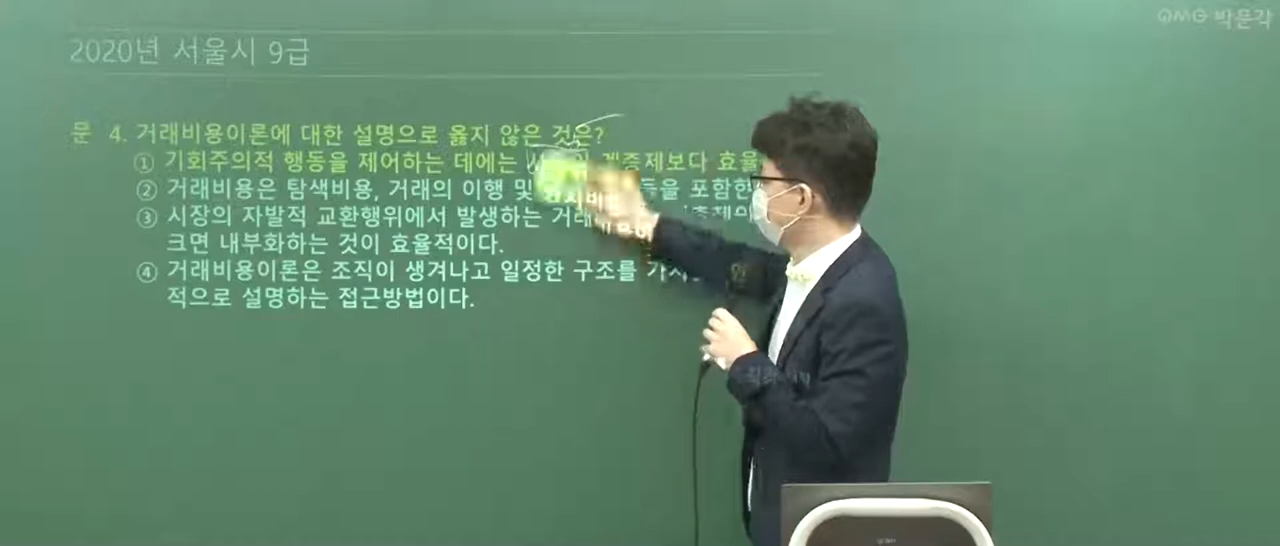 QMG 박문각
2020년 서울시 9급
문 4. 거래비용이론에 대한 설명으로 옳지 않은 것은?
① 기회주의적 행동을 제어하는 데에는 계층제보다
② 거래비용은 탐색비용, 거래의 이행 및 등을 포함한
③ 시장의 자발적 교환행위에서 발생하는
크면 내부화하는 것이 효율적이다.
④ 거래비용이론은 조직이 생겨나고 일정한 구조를
적으로 설명하는 접근방법이다.
gram